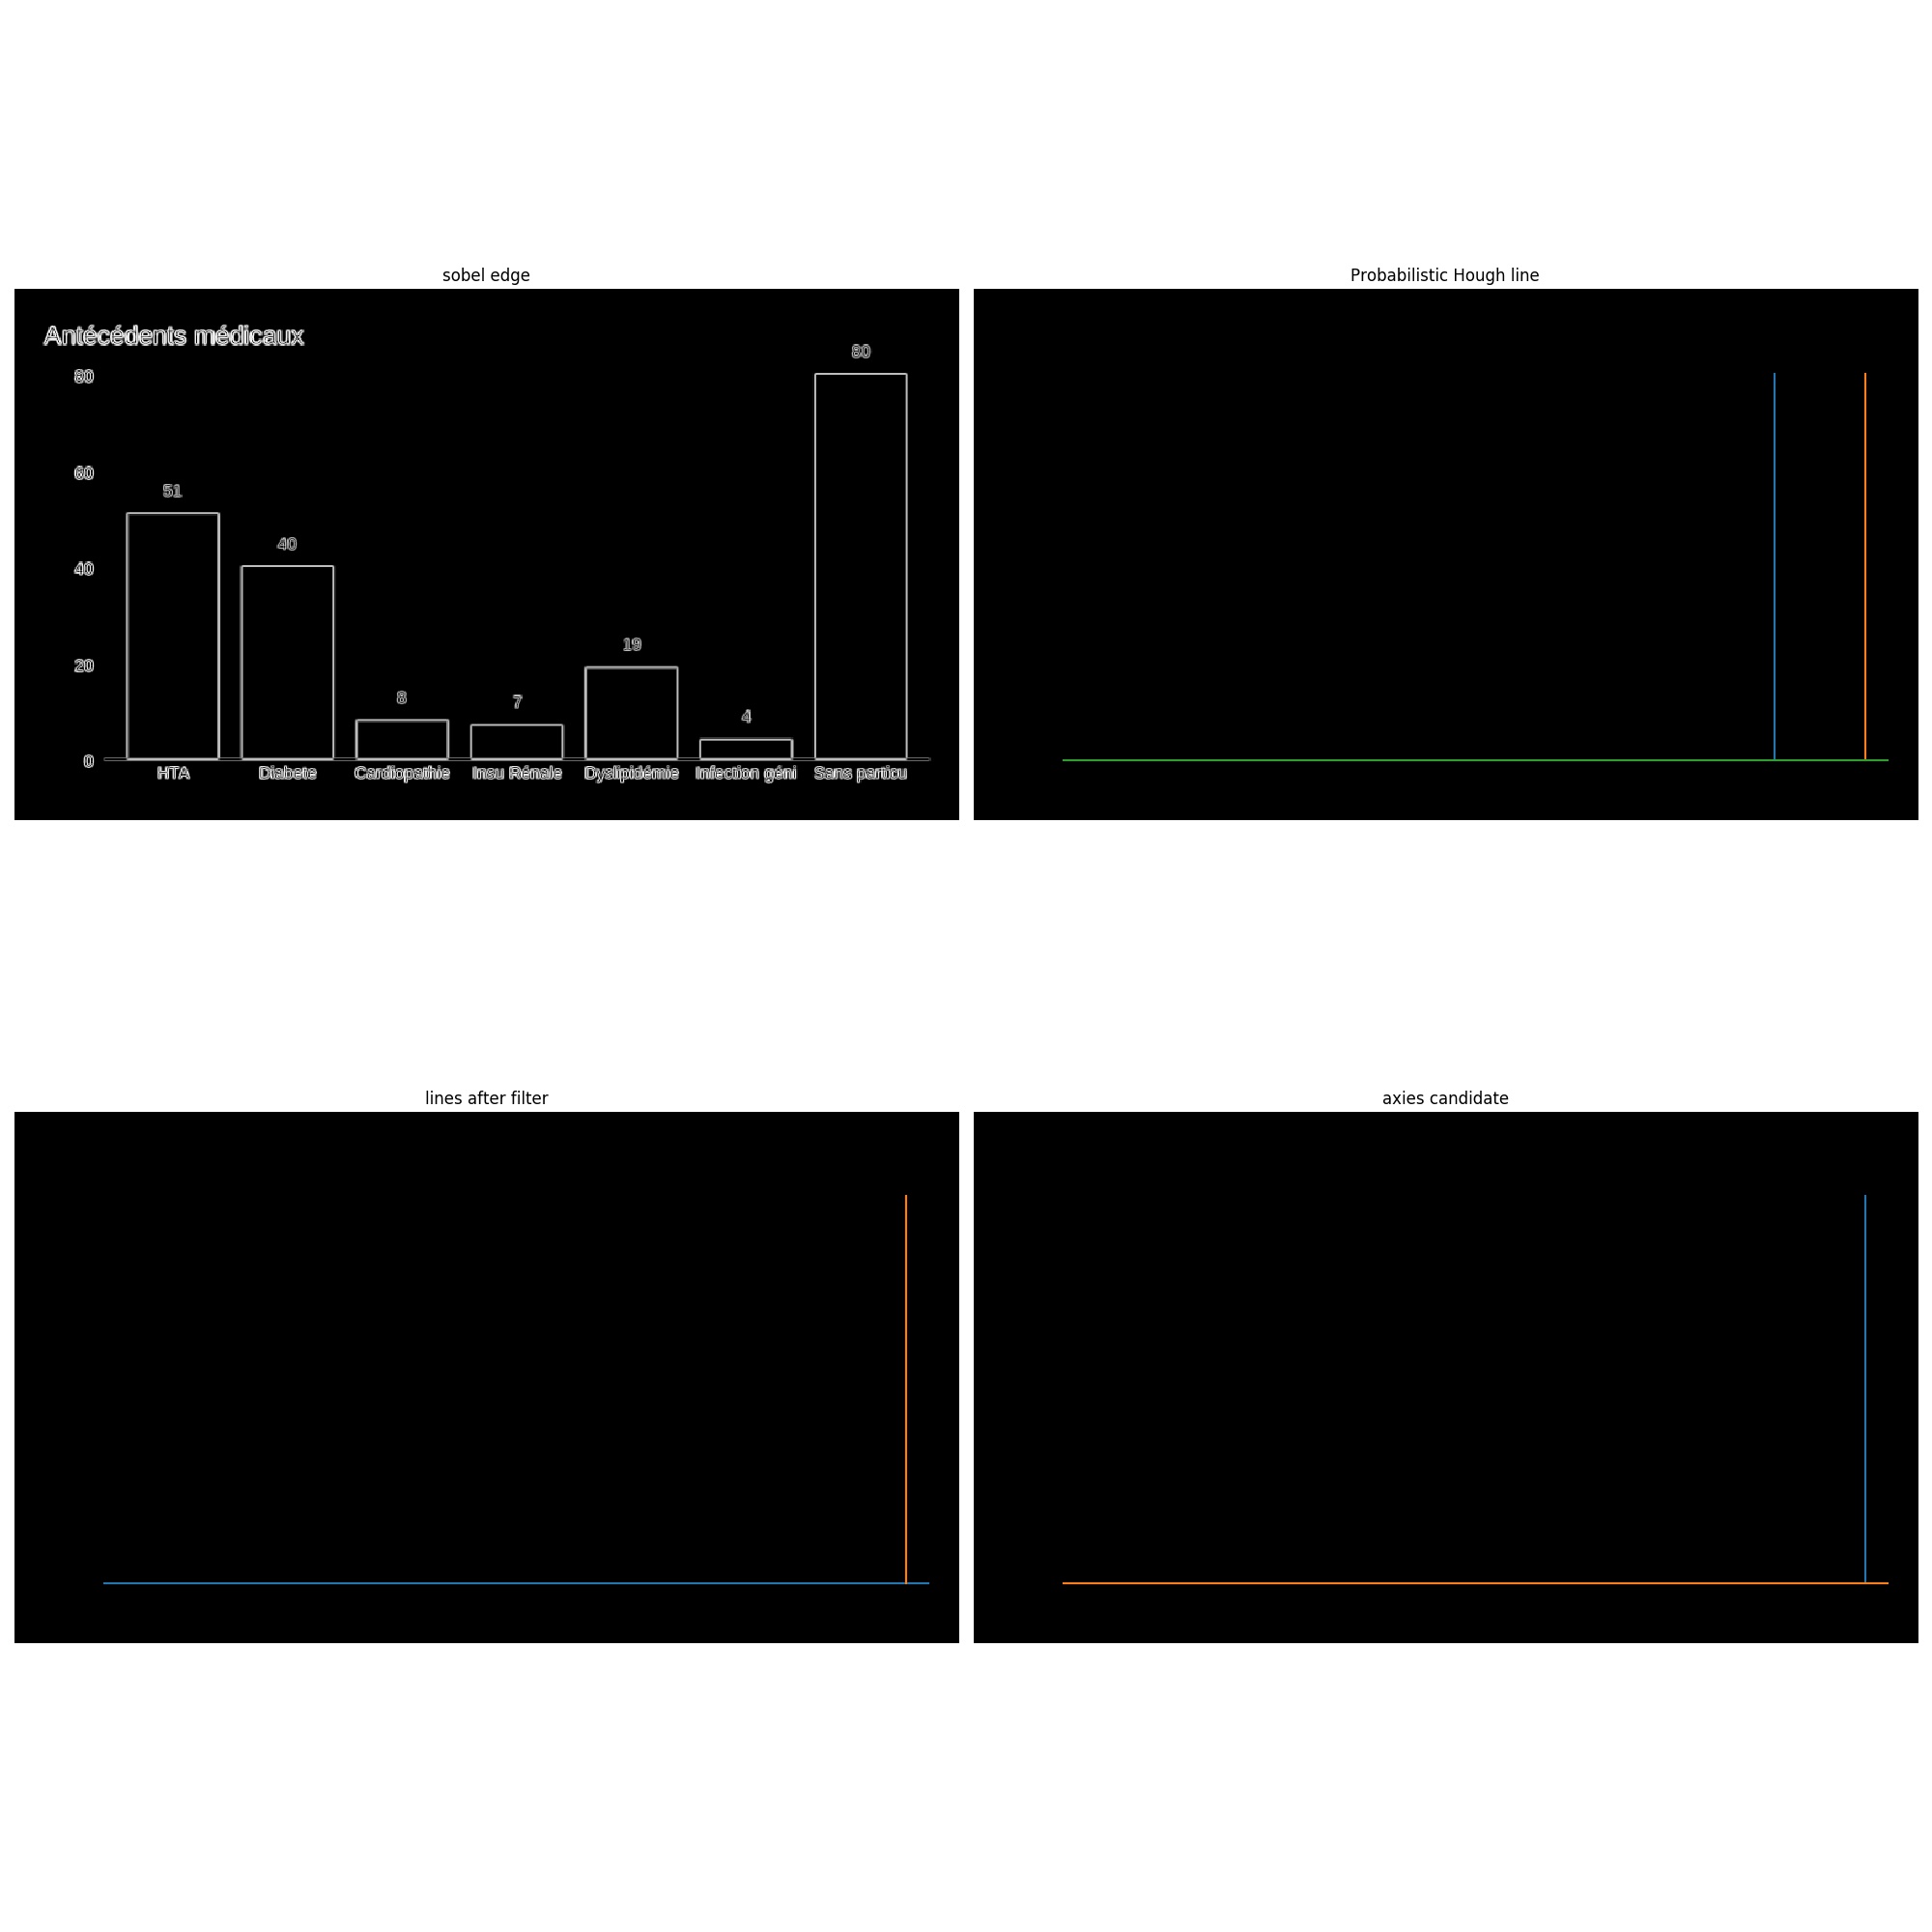 sobel edge
Probabilistic Hough line
Antécédents médicaux
80
80
60
51
40
40
19
20
8
7
4
0
HTA Diabete Cardiopathie Insu Rénale Dyslipidémie Infection géni Sans particu
lines after filter
axies candidate